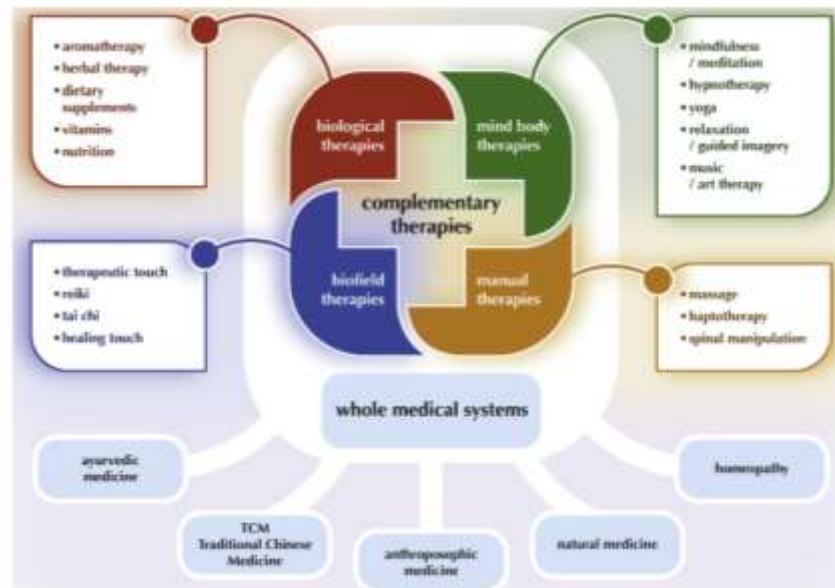 • aromatherapy
• herbal therapy
• dietary
supplements
• vitamins
• nutrition
• mindfulness
/ meditation
• hypnotherapy
• yoga
• relaxation
/ guided imagery
• music
/ art therapy
biological
therapies
mind body
therapies
complementary
therapies
biofield
therapies
manual
therapies
• therapeutic touch
• reiki
• tai chi
• healing touch
• massage
• haptotherapy
• spinal manipulation
whole medical systems
ayurvedic
medicine
homeopathy
TCM
Traditional Chinese
Medicine
anthroposophic
medicine
natural medicine